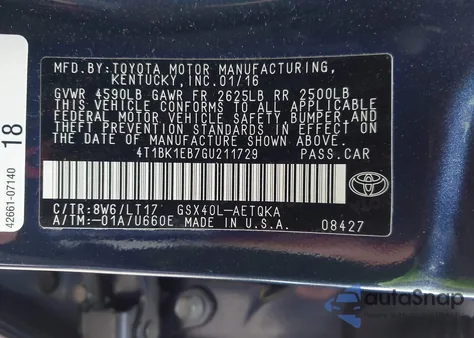 MFD.BY:TOYOTA MOTOR MANUFACTURING,
KENTUCKY, INC.01/16
GVWR 4590LB GAWR FR 2625LB RR 2500LB
THIS VEHICLE CONFORMS TO ALL APPLICABLE
FEDERAL MOTOR VEHICLE SAFETY, BUMPER, AND
THEFT PREVENTION STANDARDS IN EFFECT ON
THE DATE OF MANUFACTURE SHOWN ABOVE.
4T1BK1EB7GU211729 PASS.CAR
C/TR:8W6/LT17 GSX40L-AETQKA
A/TM:-01A/U660E MADE IN U.S.A. 08427
TOYOTA
42661-07140 18
autoSnap